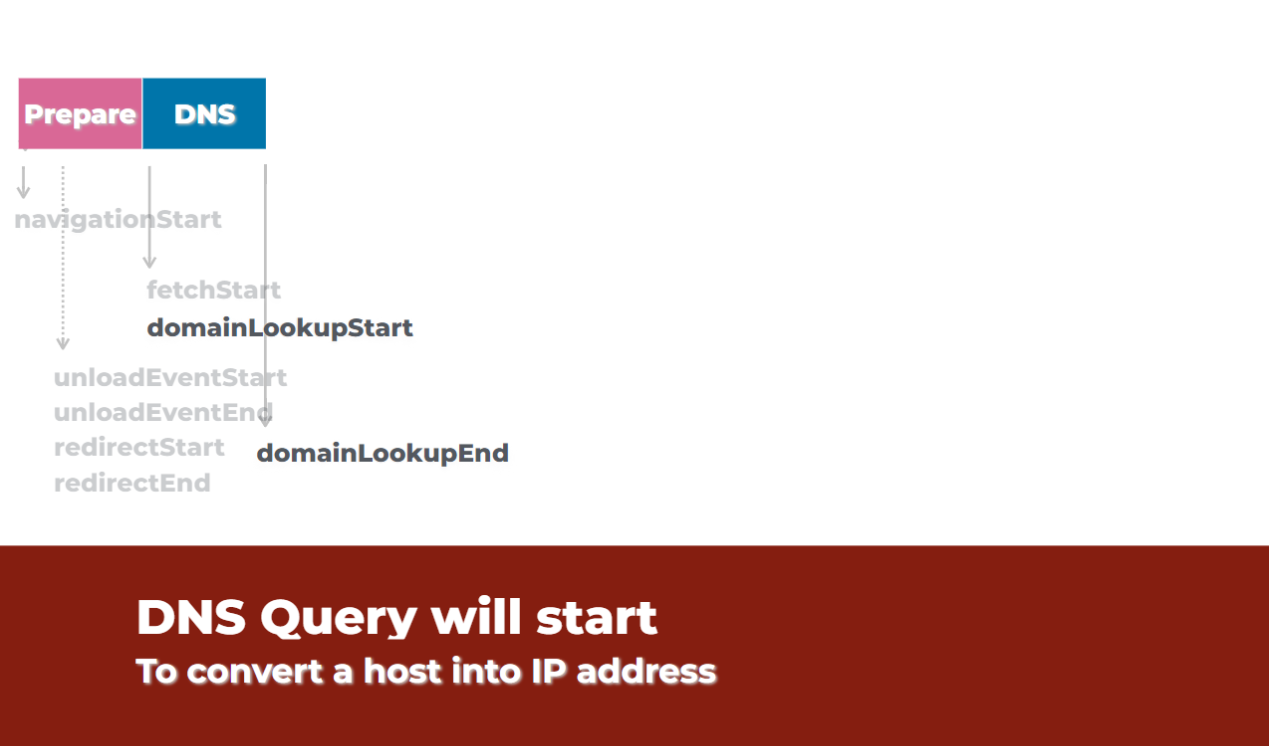 Prepare
DNS
navigationStart
fetchStart
domainLookupStart
unloadEventStart
unloadEventEnd
redirectStart
domainLookupEnd
redirectEnd
DNS Query will start
To convert a host into IP address